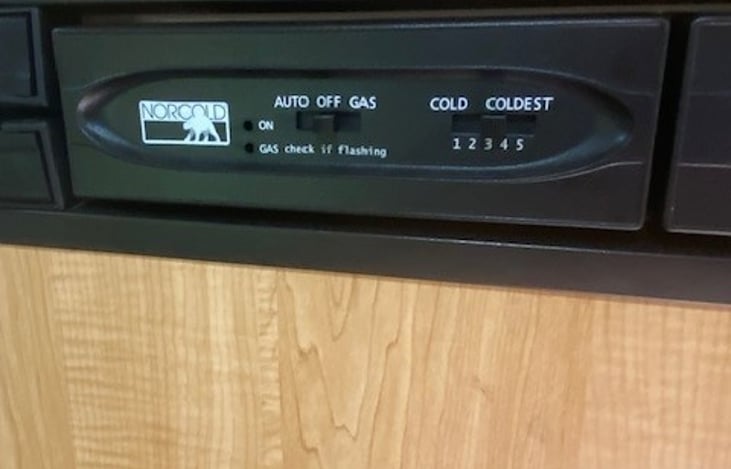 NORCOLD
AUTO OFF GAS
ON
GAS check if flashing
COLD COLDEST
1 2 3 4 5